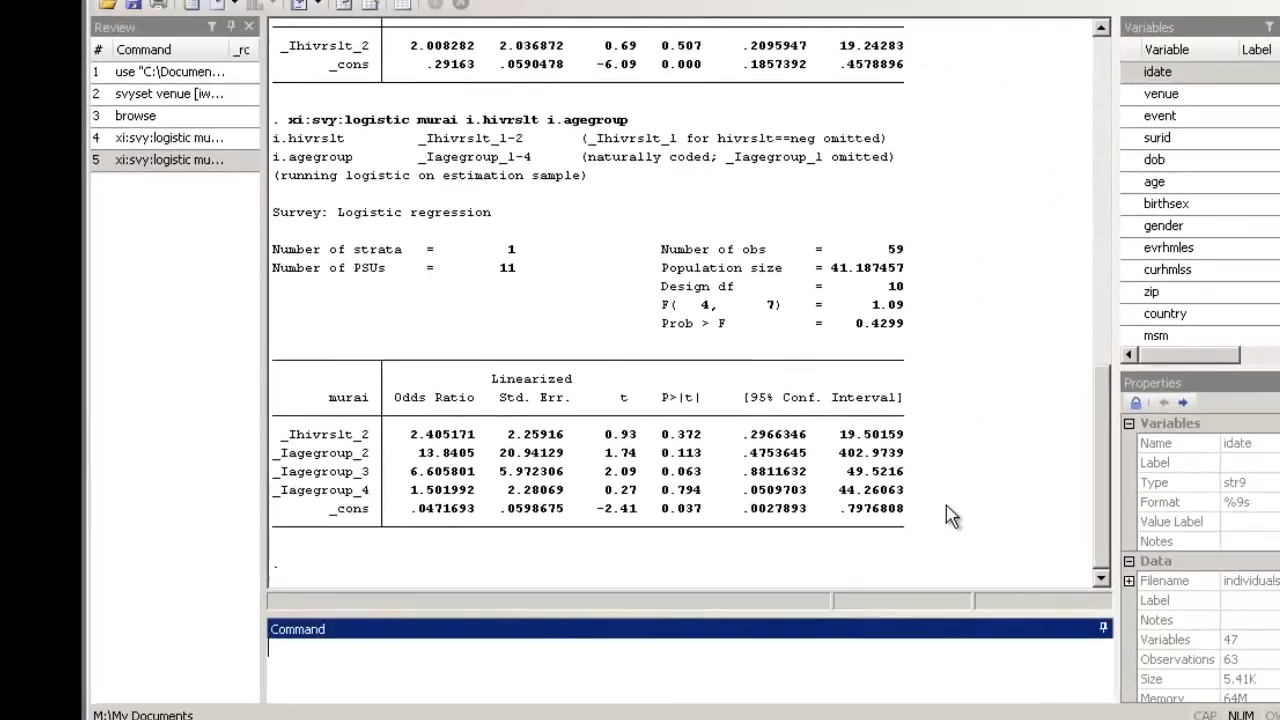 Review
# Command _rc
1 use "C:\Documen...
2 svyset venue [iw...
3 browse
4 xi:svy:logistic mu...
5 xi:svy:logistic mu...
_Ihivrslt_2 2.008282 2.036872 0.69 0.507 .2095947 19.24283
_cons .29163 .0590478 -6.09 0.000 .1857392 .4578896
. xi:svy:logistic murai i.hivrslt i.agegroup
i.hivrslt _Ihivrslt_1-2 (_Ihivrslt_1 for hivrslt==neg omitted)
i.agegroup _Iagegroup_1-4 (naturally coded; _Iagegroup_1 omitted)
(running logistic on estimation sample)
Survey: Logistic regression
Number of strata = 1 Number of obs = 59
Number of PSUs = 11 Population size = 41.187457
Design df = 10
F( 4, 7) = 1.09
Prob > F = 0.4299
Linearized
murai Odds Ratio Std. Err. t P>|t| [95% Conf. Interval]
_Ihivrslt_2 2.405171 2.25916 0.93 0.372 .2966346 19.50159
_Iagegroup_2 13.8405 20.94129 1.74 0.113 .4753645 402.9739
_Iagegroup_3 6.605801 5.972306 2.09 0.063 .8811632 49.5216
_Iagegroup_4 1.501992 2.28069 0.27 0.794 .0509703 44.26063
_cons .0471693 .0598675 -2.41 0.037 .0027893 .7976808
.
Command
Variables
Variable Label
idate
venue
event
surid
dob
age
birthsex
gender
evrhmles
curhmlss
zip
country
msm
Properties
Variables
Name idate
Label
Type str9
Format %9s
Value Label
Notes
Data
Filename individuals
Label
Notes
Variables 47
Observations 63
Size 5.41K
Memory 64M
M:\My Documents
CAP NUM